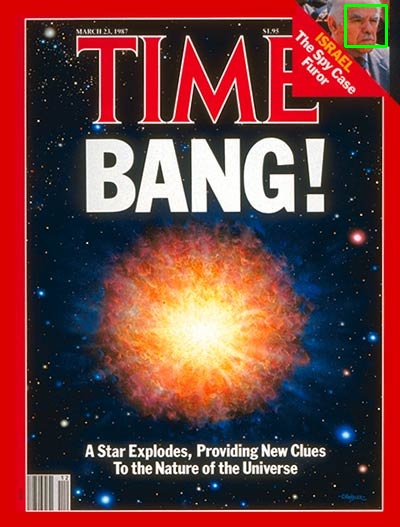 MARCH 23, 1987
$1.95
TIME
ISRAEL
The Spy Case
Furor
BANG!
A Star Explodes, Providing New Clues
To the Nature of the Universe
12